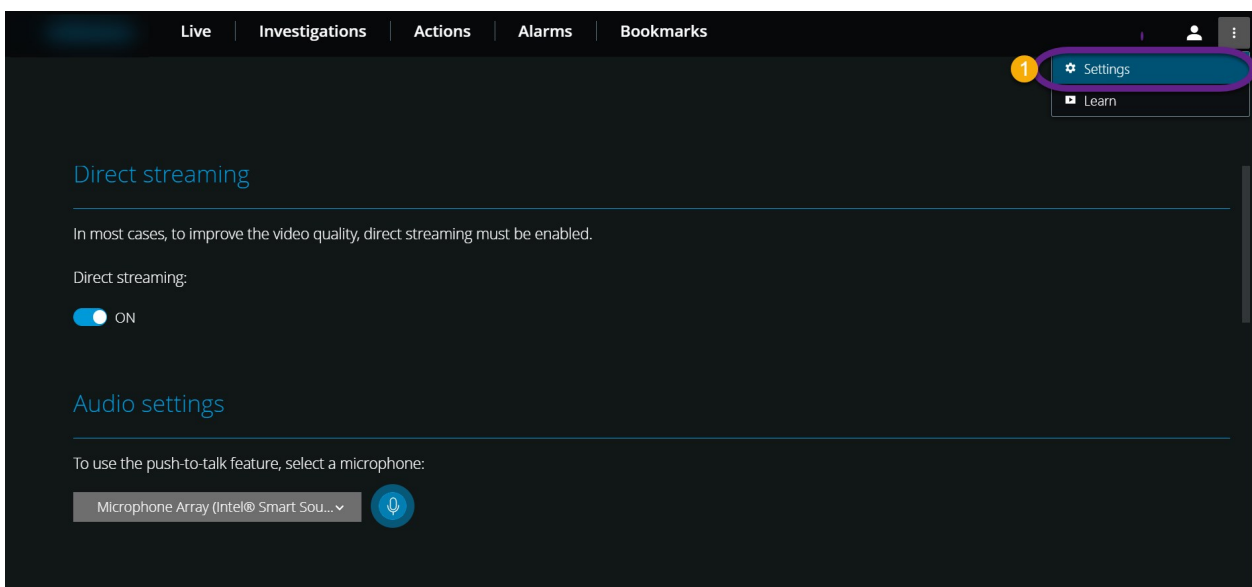 Live Investigations Actions Alarms Bookmarks
1 Settings
Learn
Direct streaming
In most cases, to improve the video quality, direct streaming must be enabled.
Direct streaming:
ON
Audio settings
To use the push-to-talk feature, select a microphone:
Microphone Array (Intel® Smart Sou...